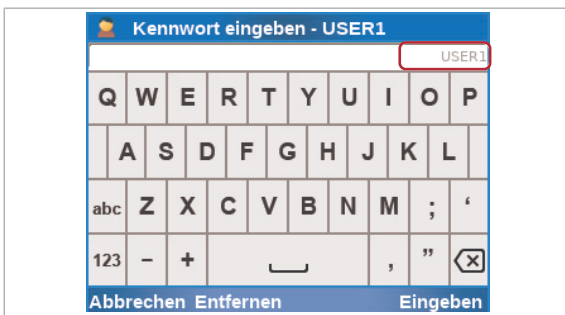 Kennwort eingeben - USER1
USER1
Q W E R T Y U I O P
A S D F G H J K L
abc Z X C V B N M ; ‘
123 - + , ”
Abbrechen Entfernen Eingeben